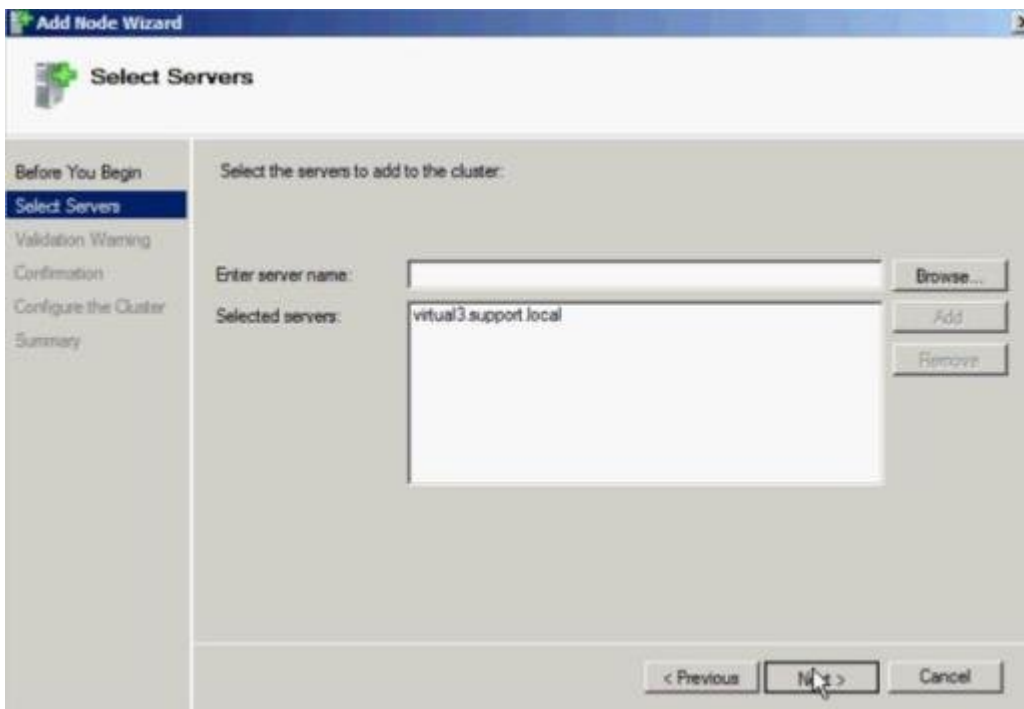 Add Node Wizard
Select Servers
Before You Begin
Select Servers
Validation Warning
Confirmation
Configure the Cluster
Summary
Select the servers to add to the cluster:
Enter server name:
Browse...
Selected servers:
virtual3.support.local
Add
Remove
< Previous
Next >
Cancel